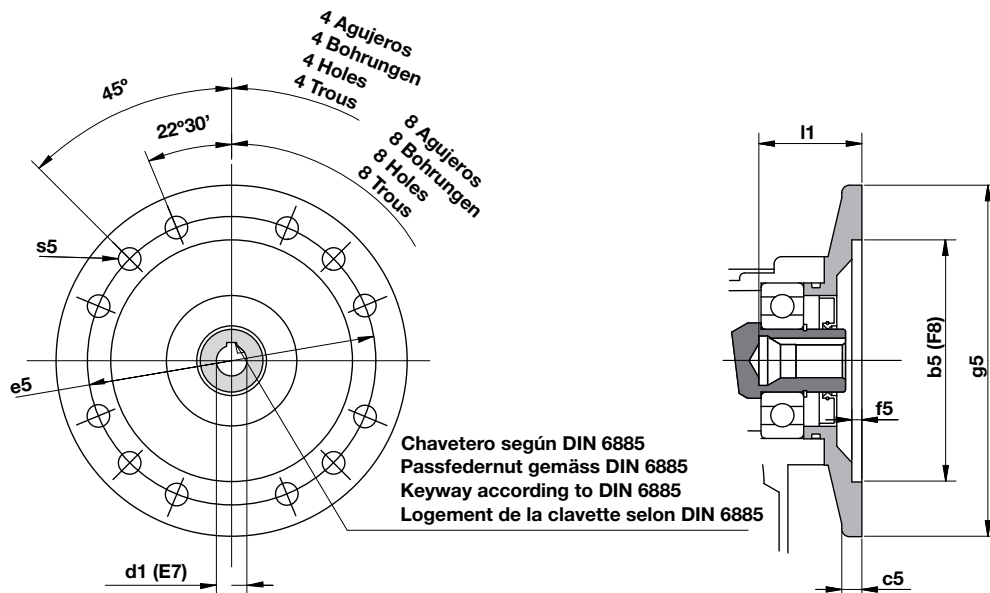 4 Agujeros
4 Bohrungen
4 Holes
4 Trous
45º
22º30’
8 Agujeros
8 Bohrungen
8 Holes
8 Trous
s5
e5
d1 (E7)
Chavetero según DIN 6885
Passfedernut gemäss DIN 6885
Keyway according to DIN 6885
Logement de la clavette selon DIN 6885
l1
b5 (F8)
g5
f5
c5